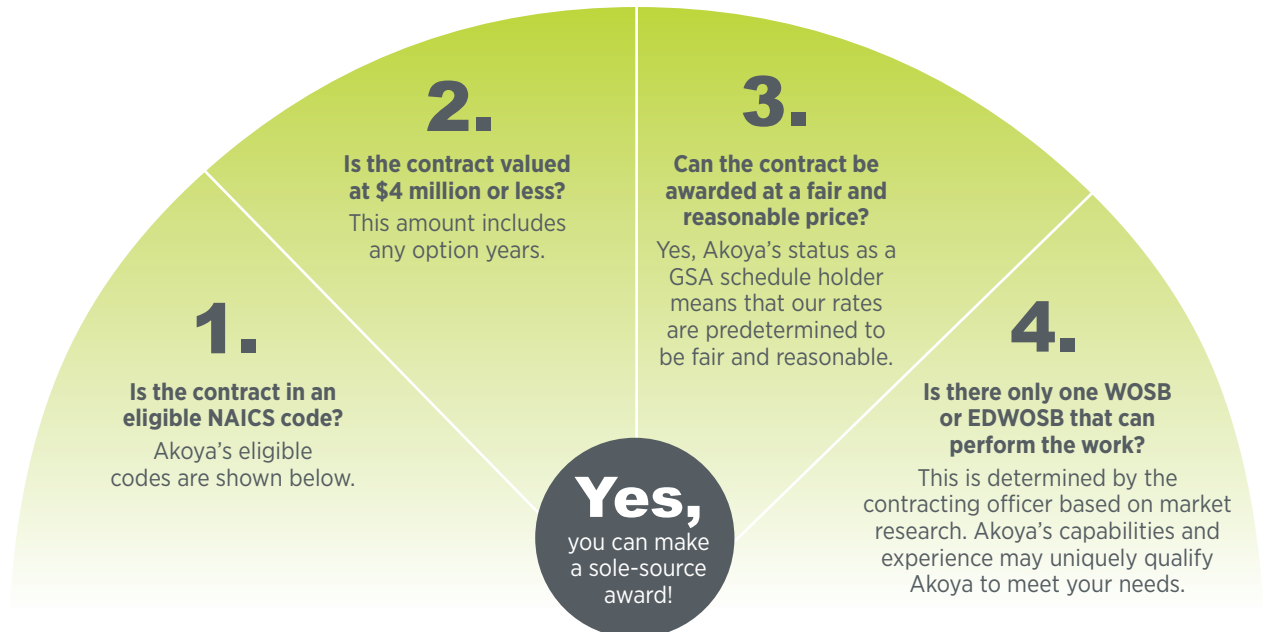 1.
Is the contract in an
eligible NAICS code?
Akoya’s eligible
codes are shown below.
2.
Is the contract valued
at $4 million or less?
This amount includes
any option years.
3.
Can the contract be
awarded at a fair and
reasonable price?
Yes, Akoya’s status as a
GSA schedule holder
means that our rates
are predetermined to
be fair and reasonable.
4.
Is there only one WOSB
or EDWOSB that can
perform the work?
This is determined by the
contracting officer based on market
research. Akoya’s capabilities and
experience may uniquely qualify
Akoya to meet your needs.
Yes,
you can make
a sole-source
award!